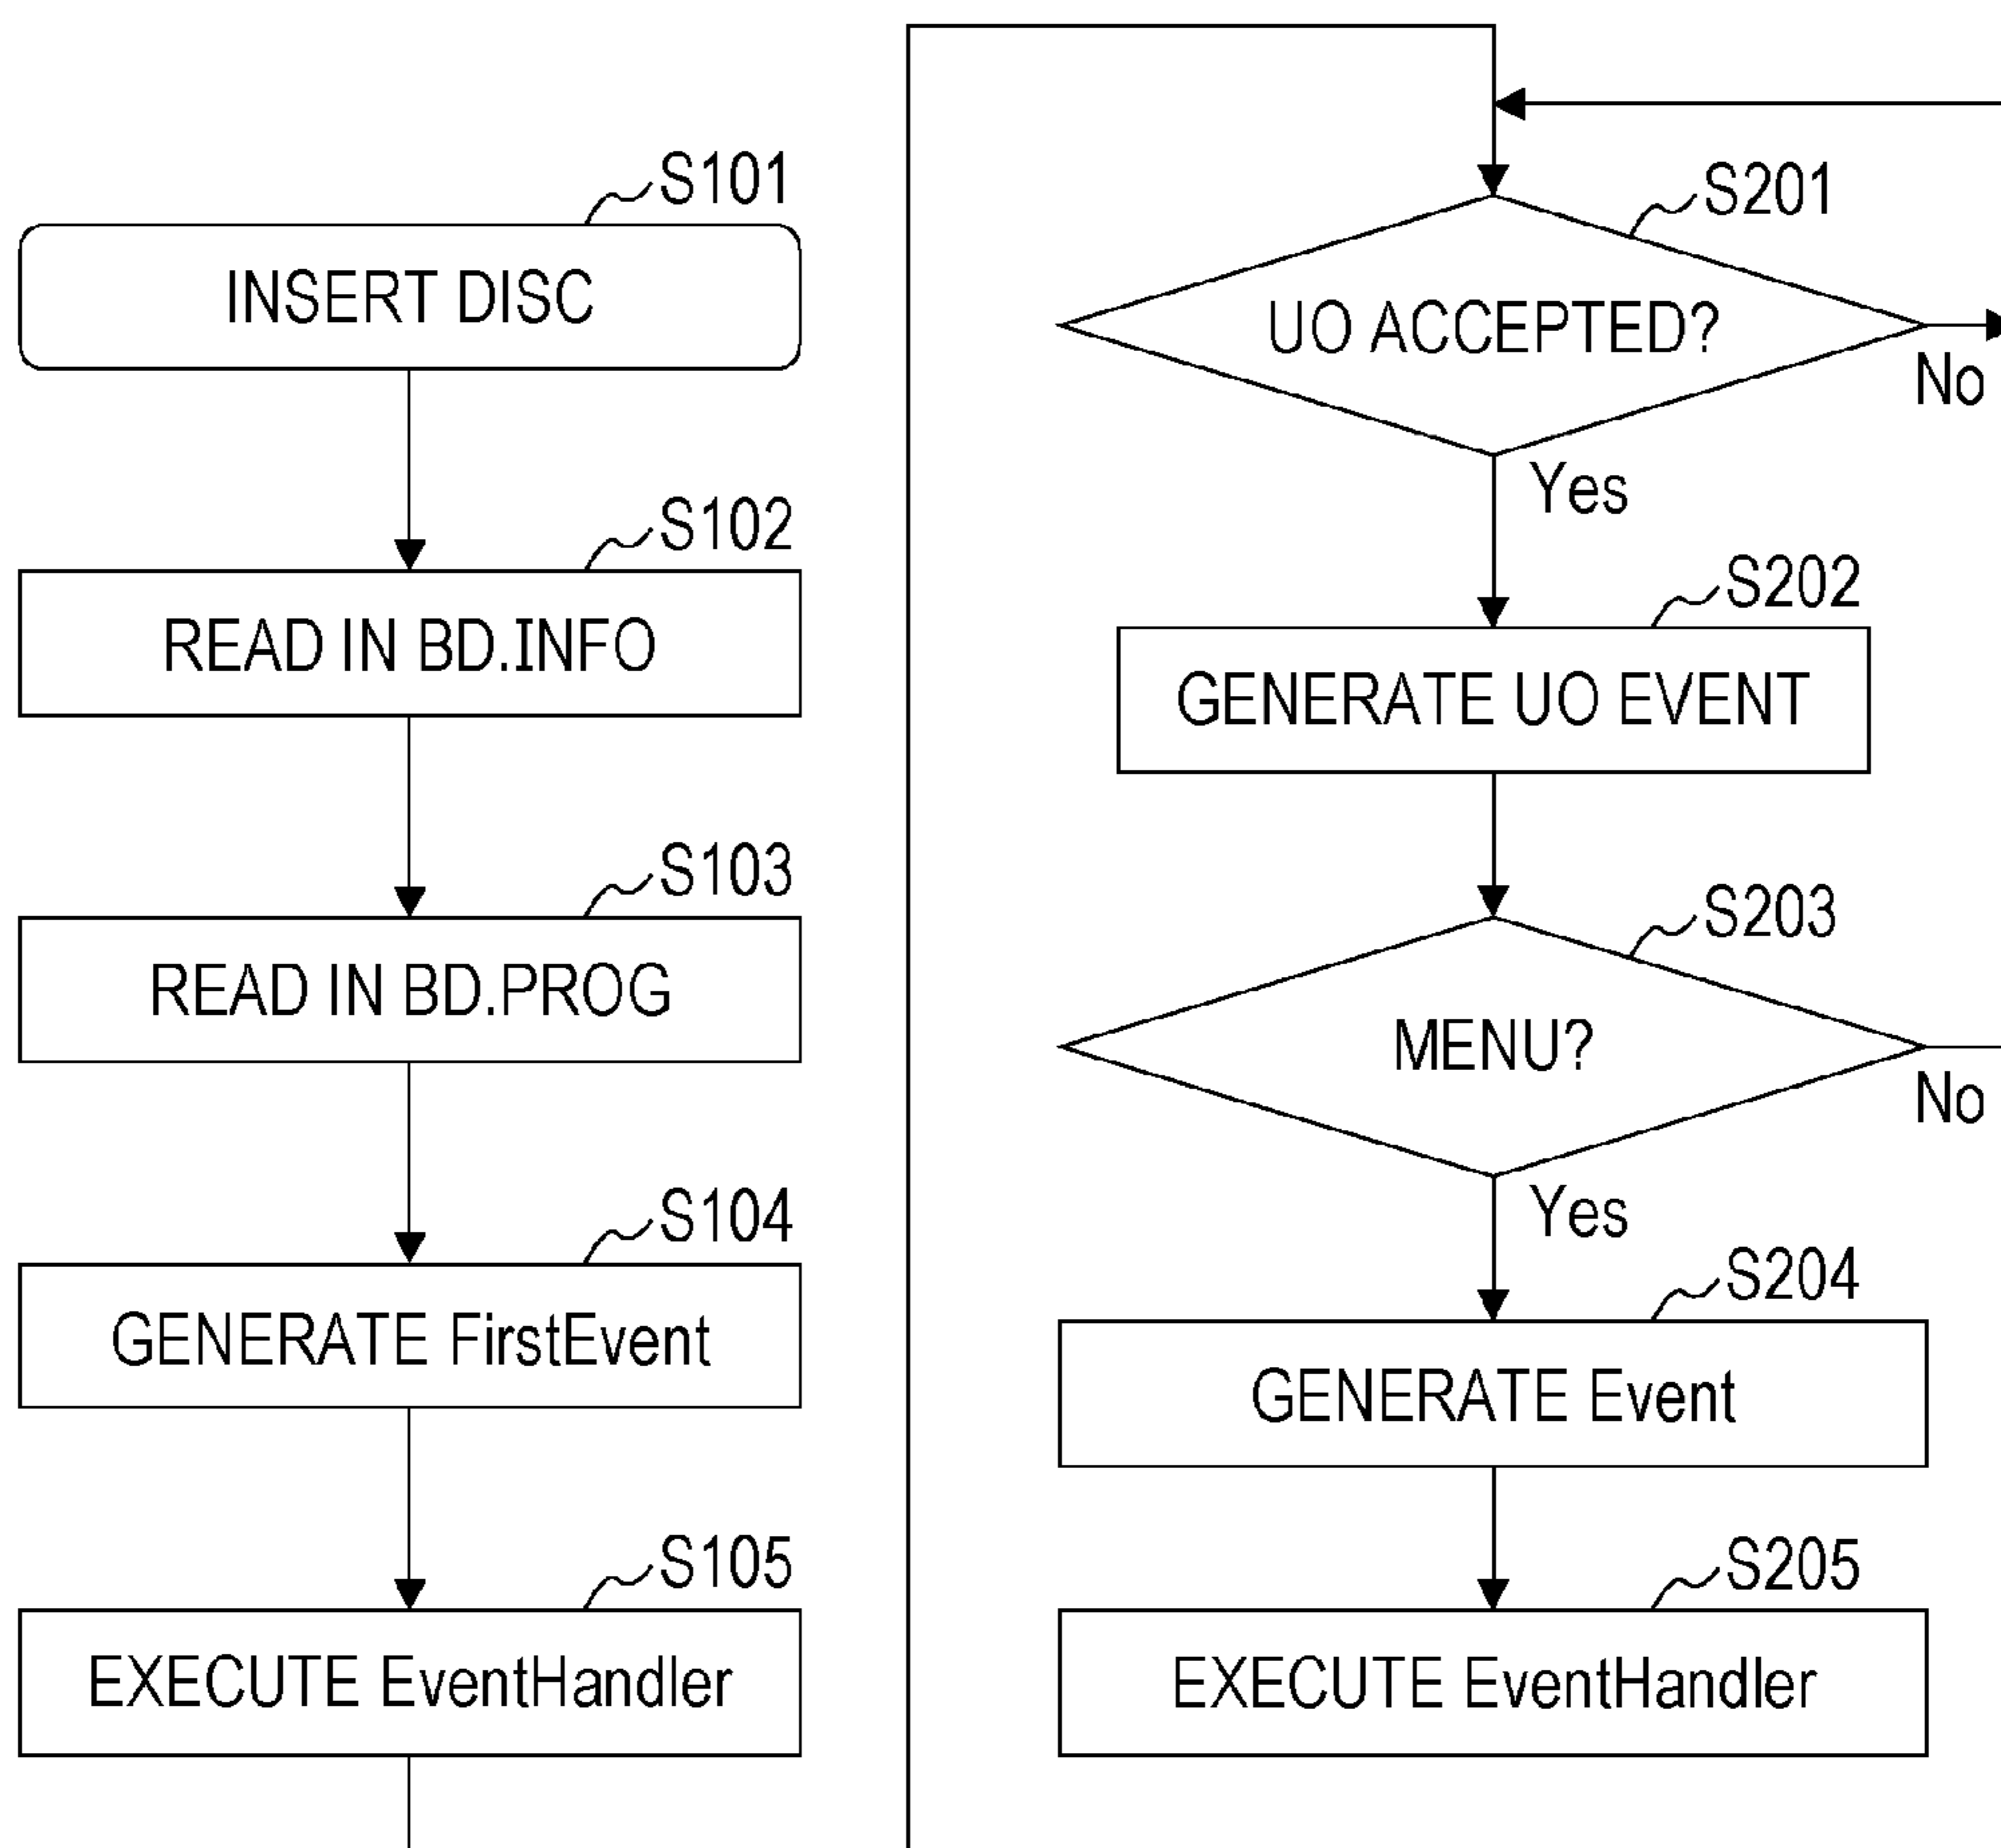 S101
INSERT DISC
S102
READ IN BD.INFO
S103
READ IN BD.PROG
S104
GENERATE FirstEvent
S105
EXECUTE EventHandler
S201
UO ACCEPTED?
No
Yes
S202
GENERATE UO EVENT
S203
MENU?
No
Yes
S204
GENERATE Event
S205
EXECUTE EventHandler